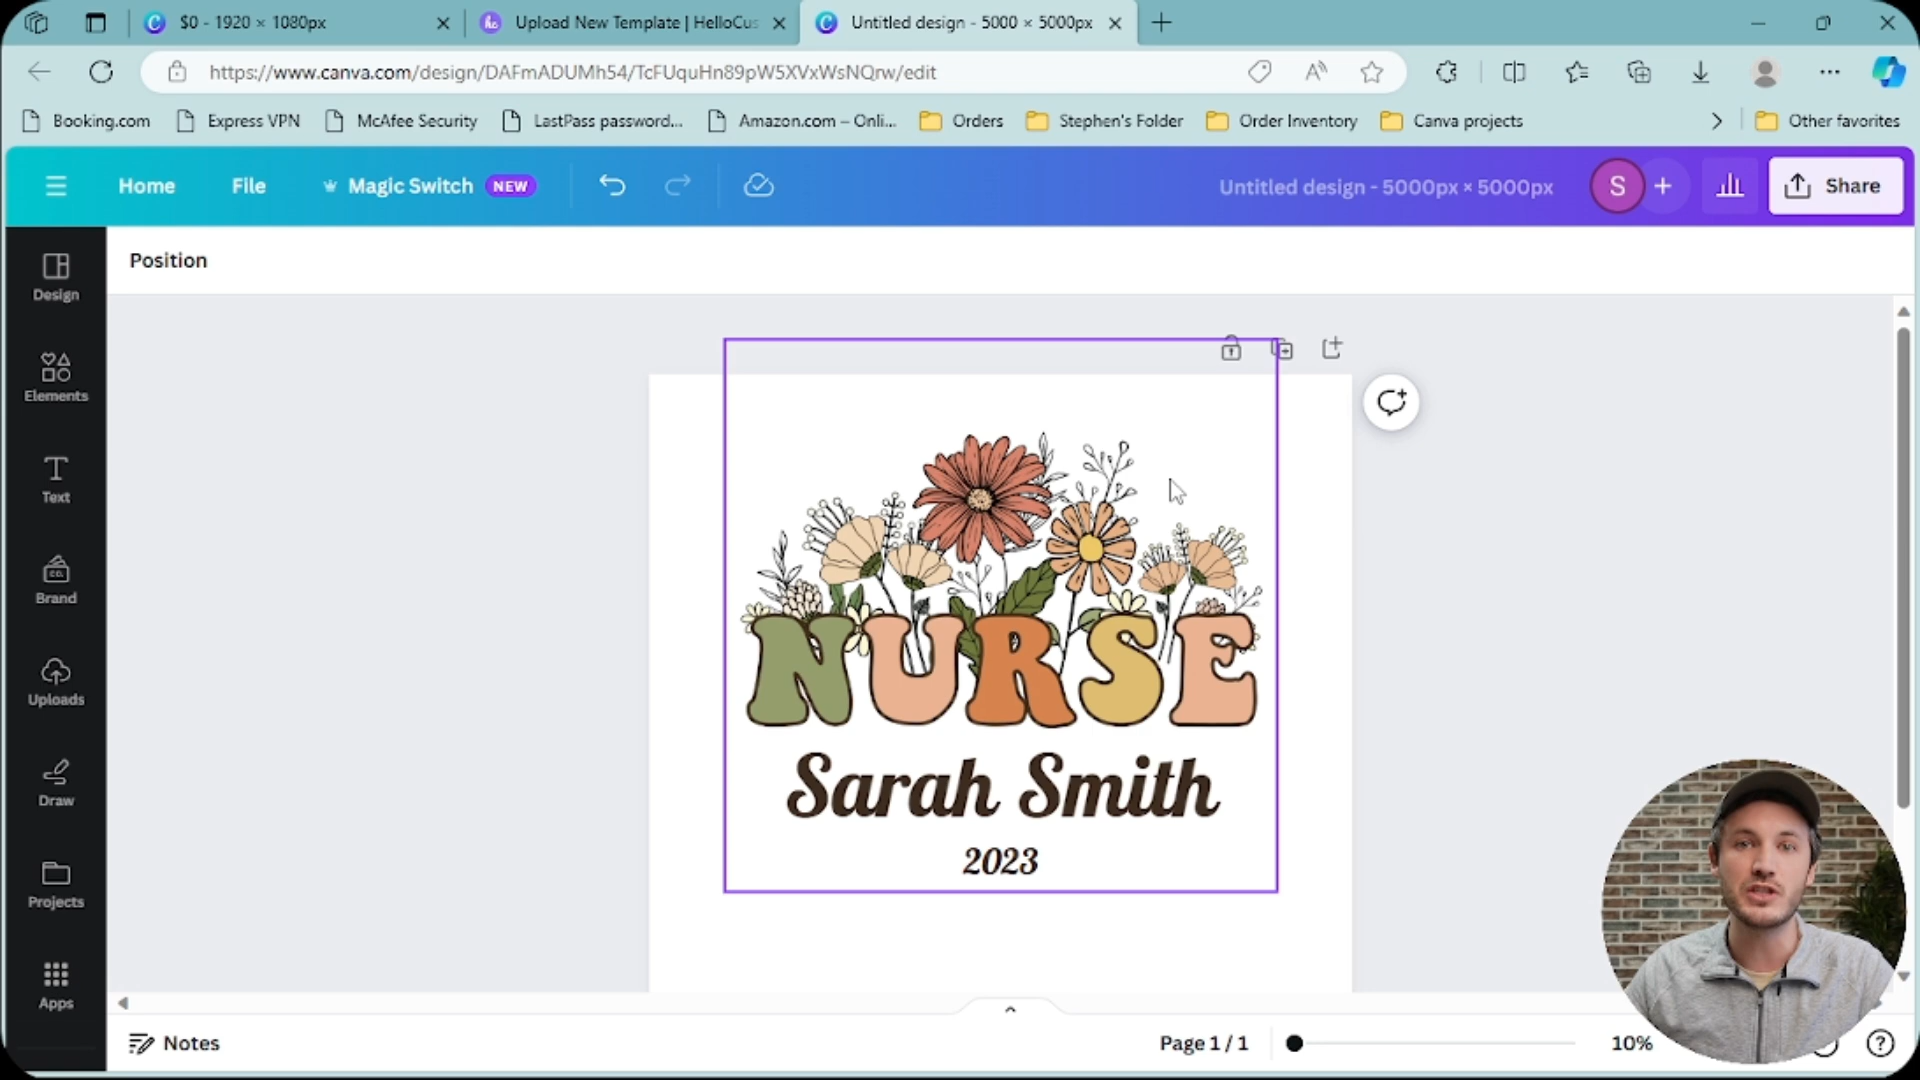 $0 - 1920 × 1080px
Upload New Template | HelloCus
Untitled design - 5000 × 5000px
https://www.canva.com/design/DAFmADUMh54/TcFUquHn89pW5XVxWsNQrw/edit
Booking.com
Express VPN
McAfee Security
LastPass password...
Amazon.com – Onli...
Orders
Stephen's Folder
Order Inventory
Canva projects
Other favorites
Home
File
Magic Switch NEW
Untitled design - 5000px × 5000px
S
Share
Position
Design
Elements
Text
CO.
Brand
Uploads
Draw
Projects
Apps
NURSE
Sarah Smith
2023
Notes
Page 1 / 1
10%